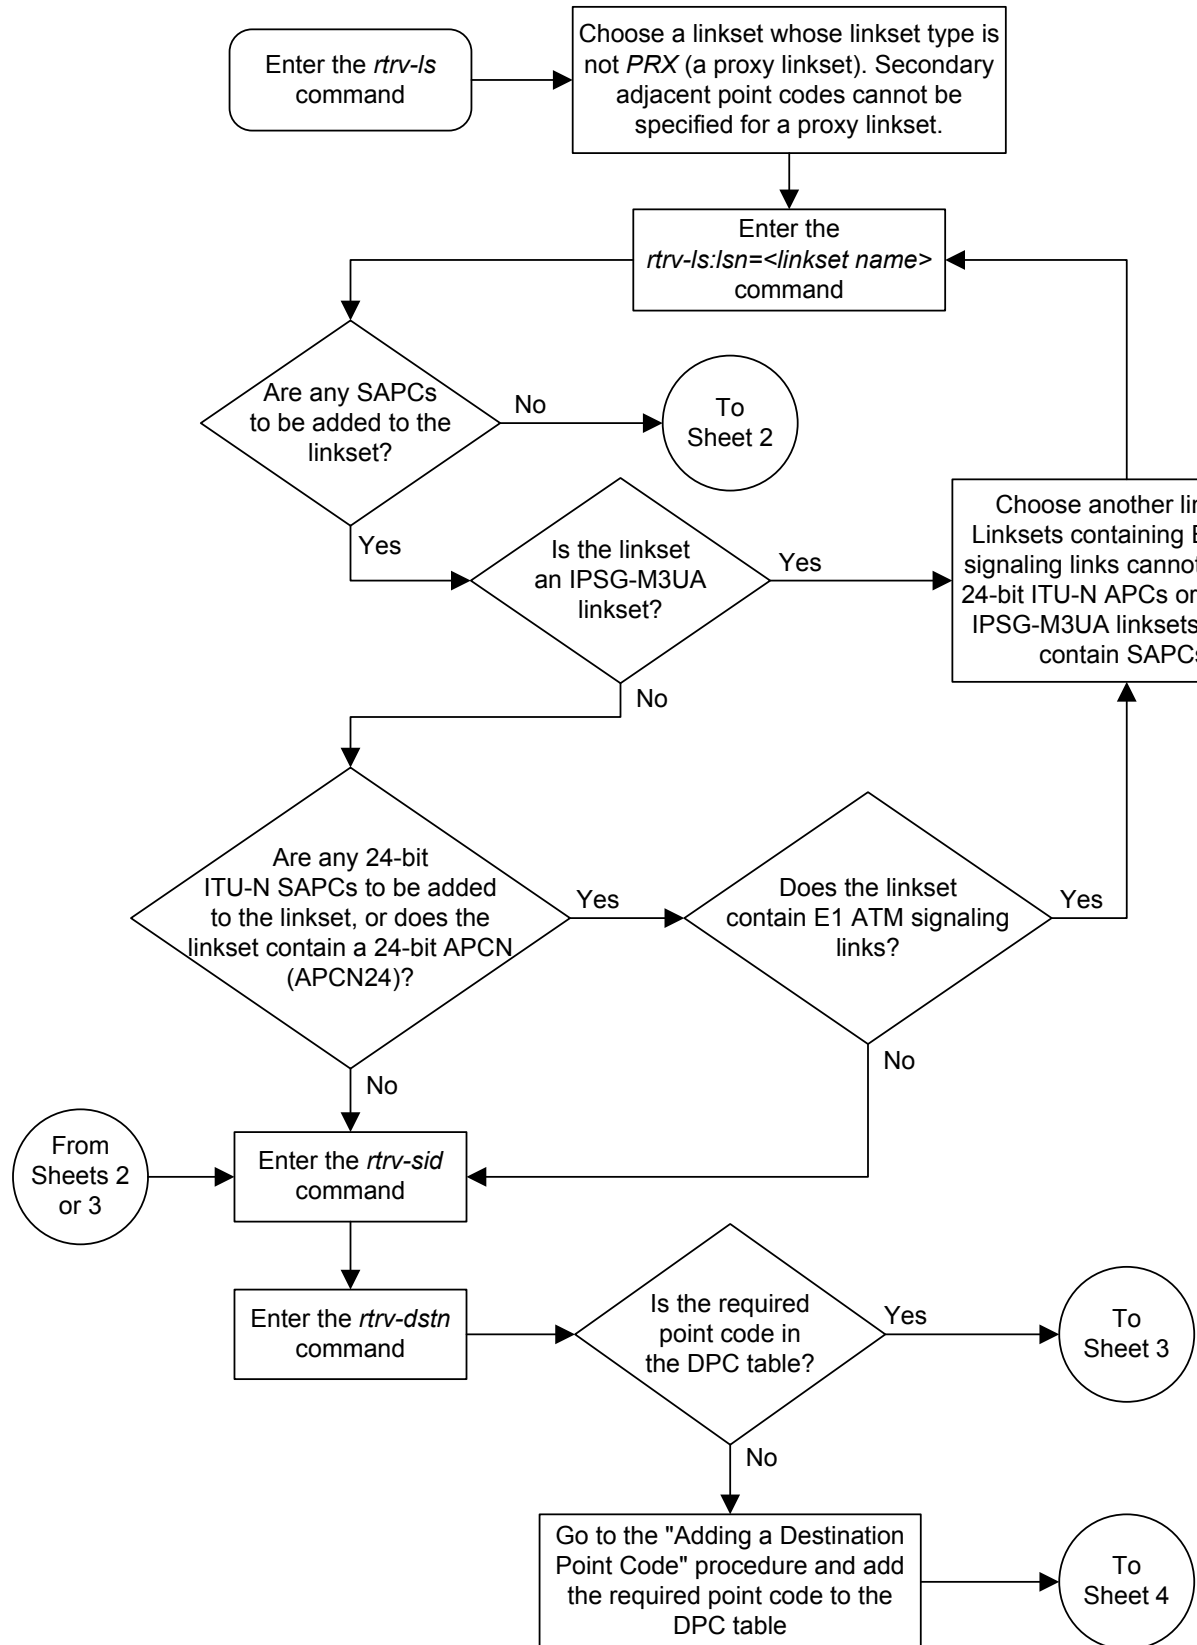 Enter the rtrv-ls
command
Choose a linkset whose linkset type is
not PRX (a proxy linkset). Secondary
adjacent point codes cannot be
specified for a proxy linkset.
Enter the
rtrv-ls:lsn=<linkset name>
command
Are any SAPCs
to be added to the
linkset?
No
To
Sheet 2
Yes
Is the linkset
an IPSG-M3UA
linkset?
Yes
Choose another
Linksets containing
signaling links cannot
24-bit ITU-N APCs or
IPSG-M3UA linksets
contain SAPCs
No
Are any 24-bit
ITU-N SAPCs to be added
to the linkset, or does the
linkset contain a 24-bit APCN
(APCN24)?
Yes
Does the linkset
contain E1 ATM signaling
links?
Yes
No
No
From
Sheets 2
or 3
Enter the rtrv-sid
command
Enter the rtrv-dstn
command
Is the required
point code in
the DPC table?
Yes
To
Sheet 3
No
Go to the "Adding a Destination
Point Code" procedure and add
the required point code to the
DPC table
To
Sheet 4